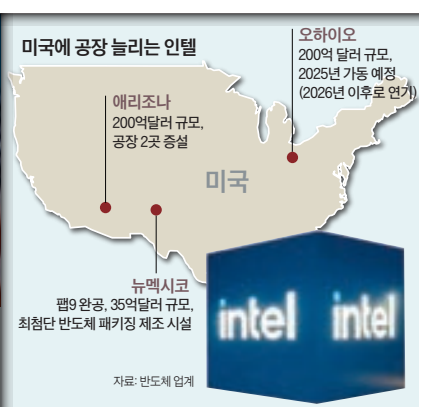 미국에 공장 늘리는 인텔
오하이오
200억 달러 규모,
2025년 가동 예정
(2026년 이후로 연기)
애리조나
200억달러 규모,
공장 2곳 증설
미국
뉴멕시코
팹9 완공, 35억달러 규모,
최첨단 반도체 패키징 제조 시설
intel intel
자료: 반도체 업계